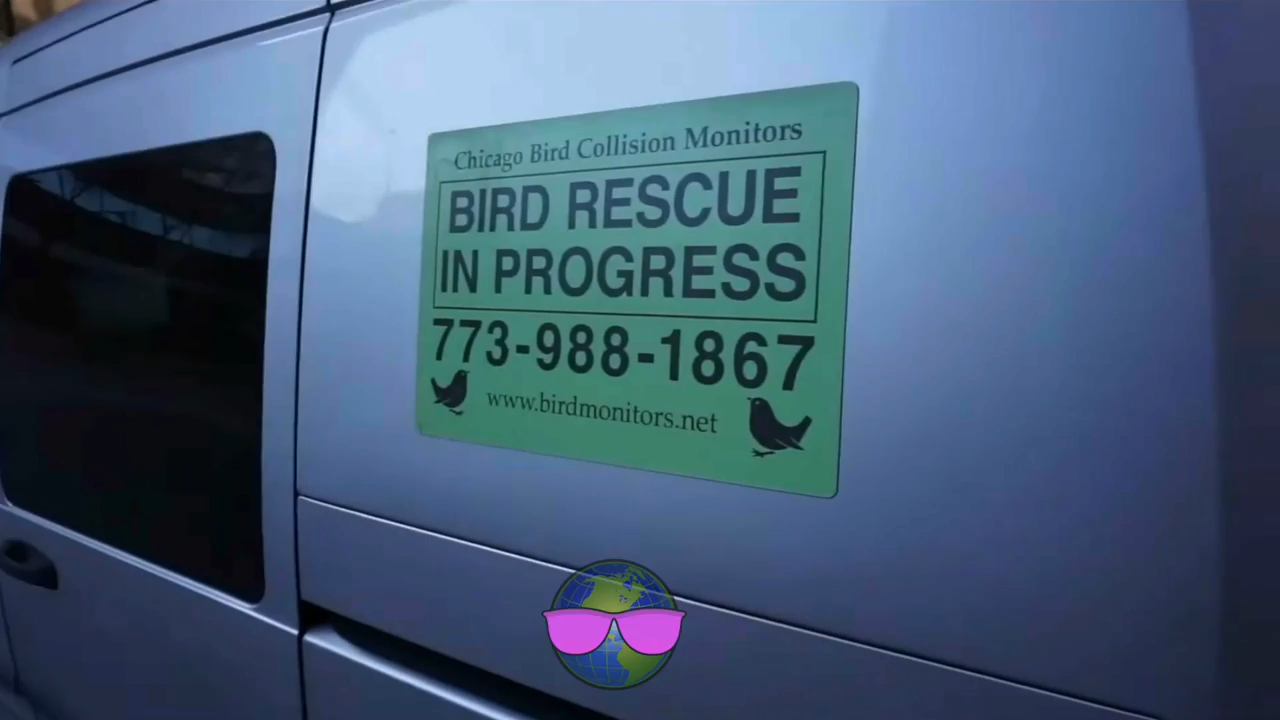 Chicago Bird Collision Monitors
BIRD RESCUE
IN PROGRESS
773-988-1867
www.birdmonitors.net